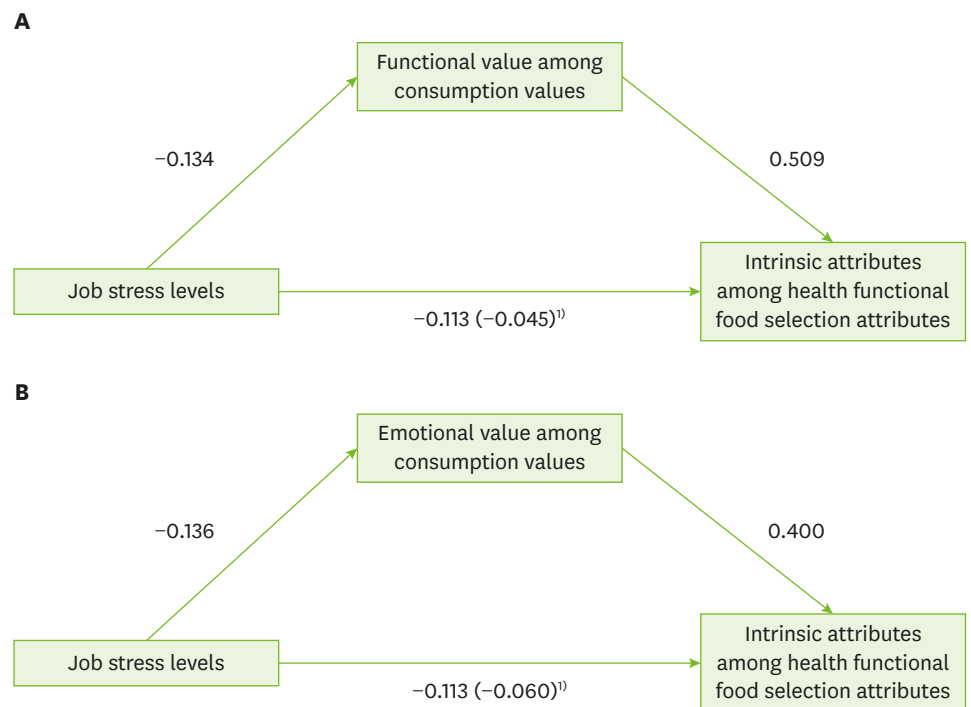 A
Functional value among
consumption values
−0.134
0.509
Job stress levels
Intrinsic attributes
among health functional
food selection attributes
−0.113 (−0.045)¹⁾
B
Emotional value among
consumption values
−0.136
0.400
Job stress levels
Intrinsic attributes
among health functional
food selection attributes
−0.113 (−0.060)¹⁾